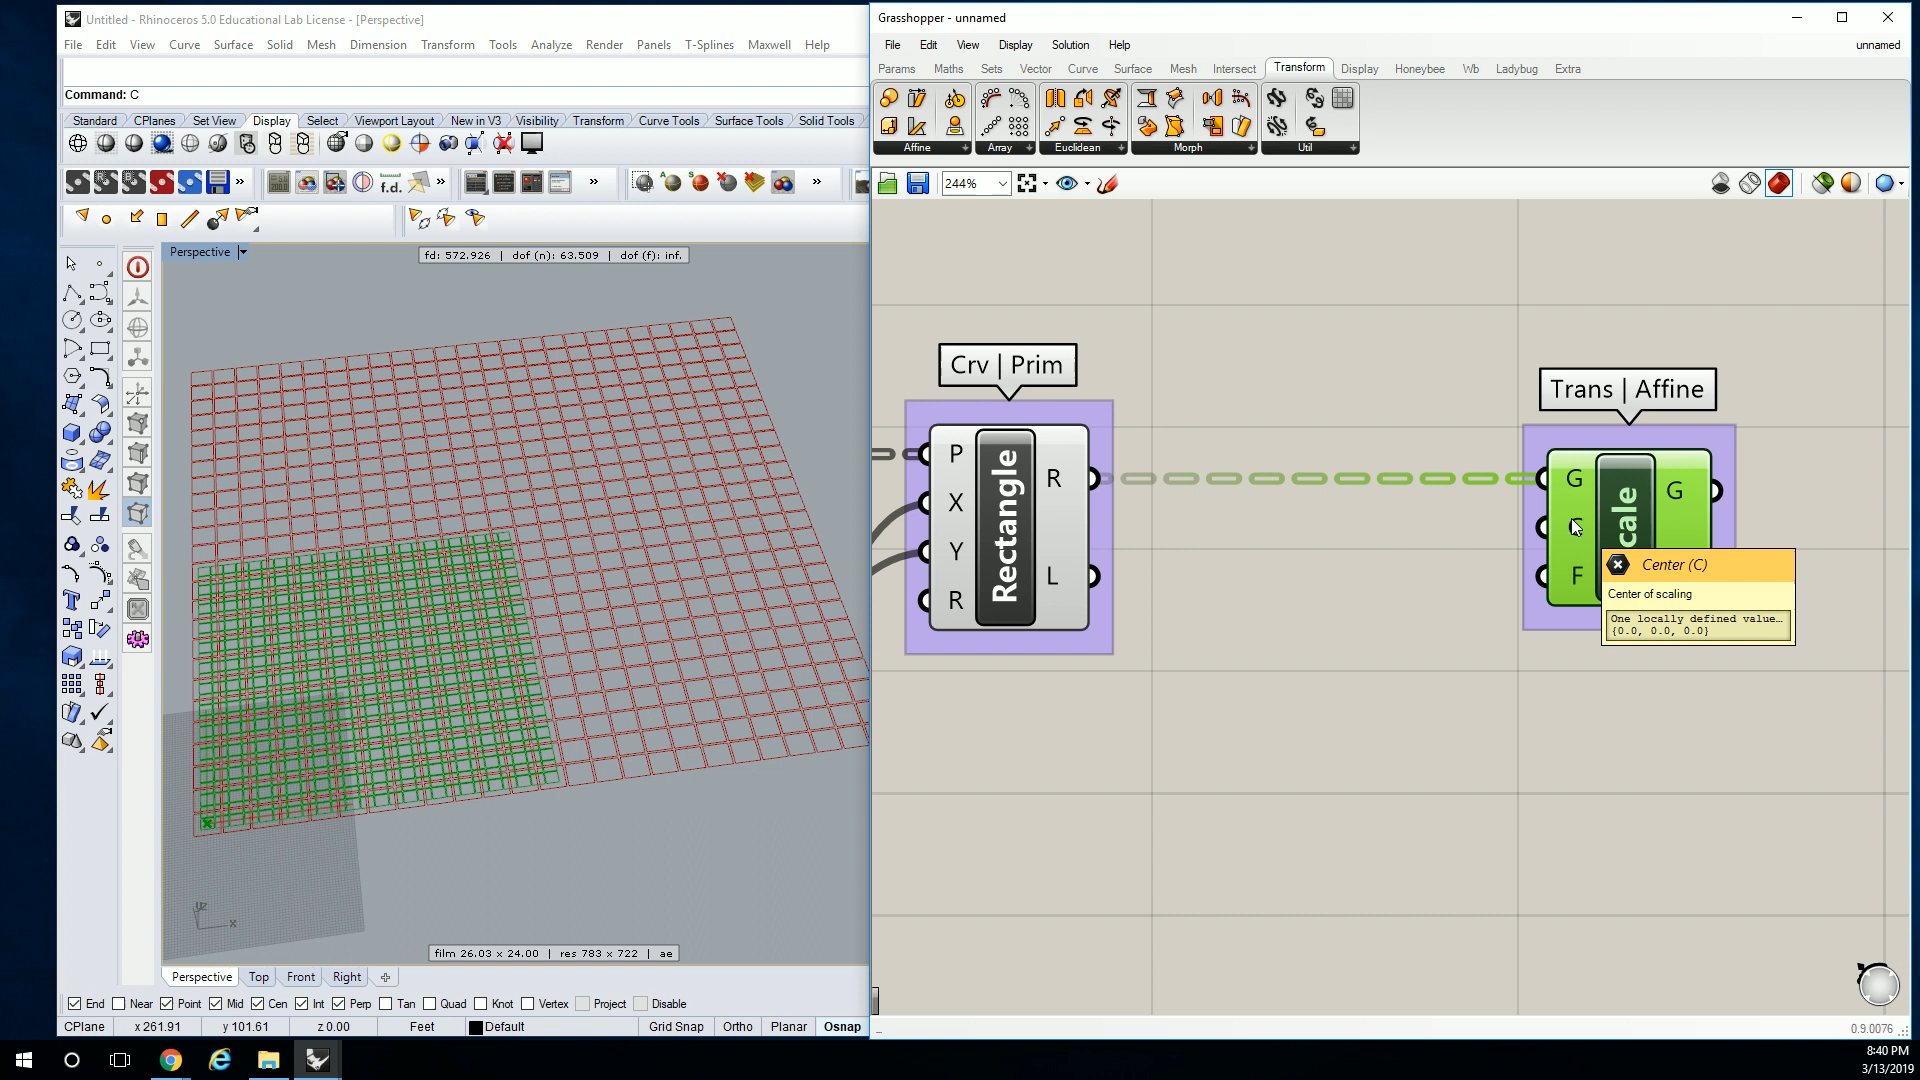 Untitled - Rhinoceros 5.0 Educational Lab License - [Perspective]
File Edit View Curve Surface Solid Mesh Dimension Transform Tools Analyze Render Panels T-Splines Maxwell Help
Command: C
Standard CPlanes Set View Display Select Viewport Layout New in V3 Visibility Transform Curve Tools Surface Tools Solid Tools
f.d.
Perspective
fd: 572.926 | dof (n): 63.509 | dof (f): inf.
film 26.03 x 24.00 | res 783 x 722 | ae
Perspective Top Front Right
End Near Point Mid Cen Int Perp Tan Quad Knot Vertex Project Disable
CPlane x 261.91 y 101.61 z 0.00 Feet Default Grid Snap Ortho Planar Osnap
Grasshopper - unnamed
File Edit View Display Solution Help unnamed
Params Maths Sets Vector Curve Surface Mesh Intersect Transform Display Honeybee Wb Ladybug Extra
Affine Array Euclidean Morph Util
244%
Crv | Prim
P
X
Y
R
Rectangle
R
L
Trans | Affine
G
F
cale
G
Center (C)
Center of scaling
One locally defined value…
{0.0, 0.0, 0.0}
0.9.0076
8:40 PM
3/13/2019